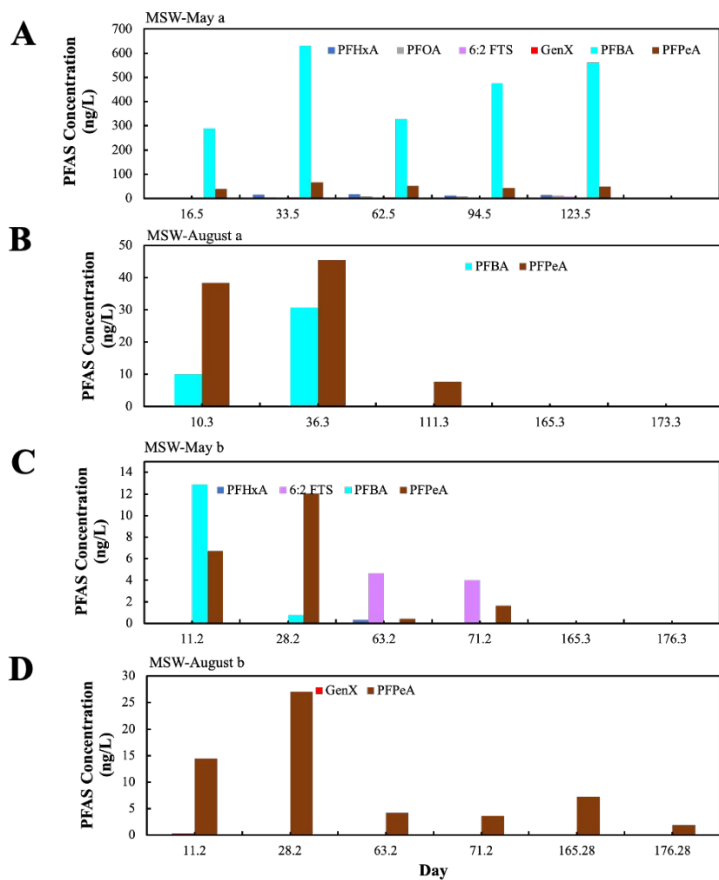 A
MSW-May a
PFHxA PFOA 6:2 FTS GenX PFBA PFPeA
PFAS Concentration
(ng/L)
700
600
500
400
300
200
100
0
16.5 33.5 62.5 94.5 123.5
B
MSW-August a
PFBA PFPeA
PFAS Concentration
(ng/L)
50
40
30
20
10
0
10.3 36.3 111.3 165.3 173.3
C
MSW-May b
PFHxA 6:2 FTS PFBA PFPeA
PFAS Concentration
(ng/L)
14
12
10
8
6
4
2
0
11.2 28.2 63.2 71.2 165.3 176.3
D
MSW-August b
GenX PFPeA
PFAS Concentration
(ng/L)
30
25
20
15
10
5
0
11.2 28.2 63.2 71.2 165.28 176.28
Day